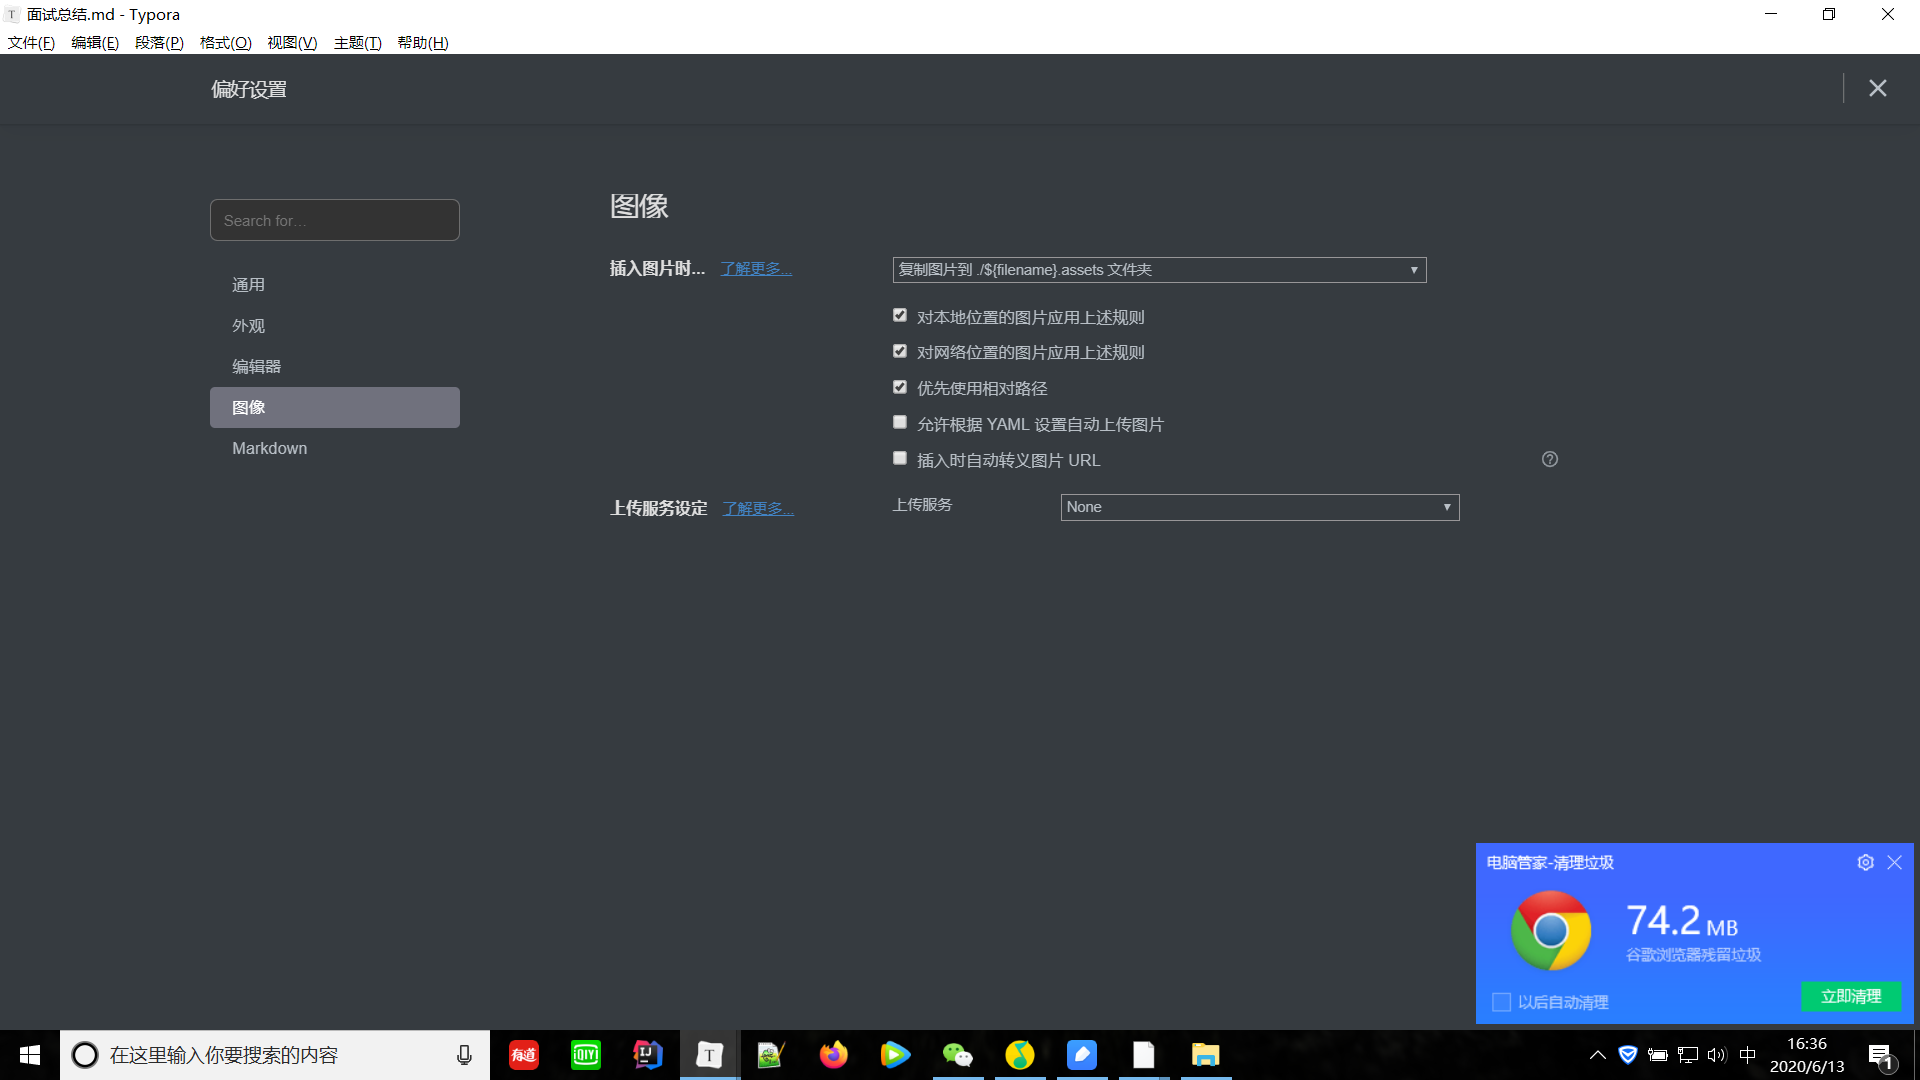 面试总结.md - Typora
文件(F) 编辑(E) 段落(P) 格式(O) 视图(V) 主题(T) 帮助(H)
偏好设置
Search for...
通用
外观
编辑器
图像
Markdown
图像
插入图片时... 了解更多... 复制图片到 ./${filename}.assets 文件夹
对本地位置的图片应用上述规则
对网络位置的图片应用上述规则
优先使用相对路径
允许根据 YAML 设置自动上传图片
插入时自动转义图片 URL
上传服务设定 了解更多... 上传服务 None
电脑管家-清理垃圾
74.2 MB
谷歌浏览器残留垃圾
以后自动清理 立即清理
在这里输入你要搜索的内容
有道
iQIYI
IJ
T
中
16:36
2020/6/13
1